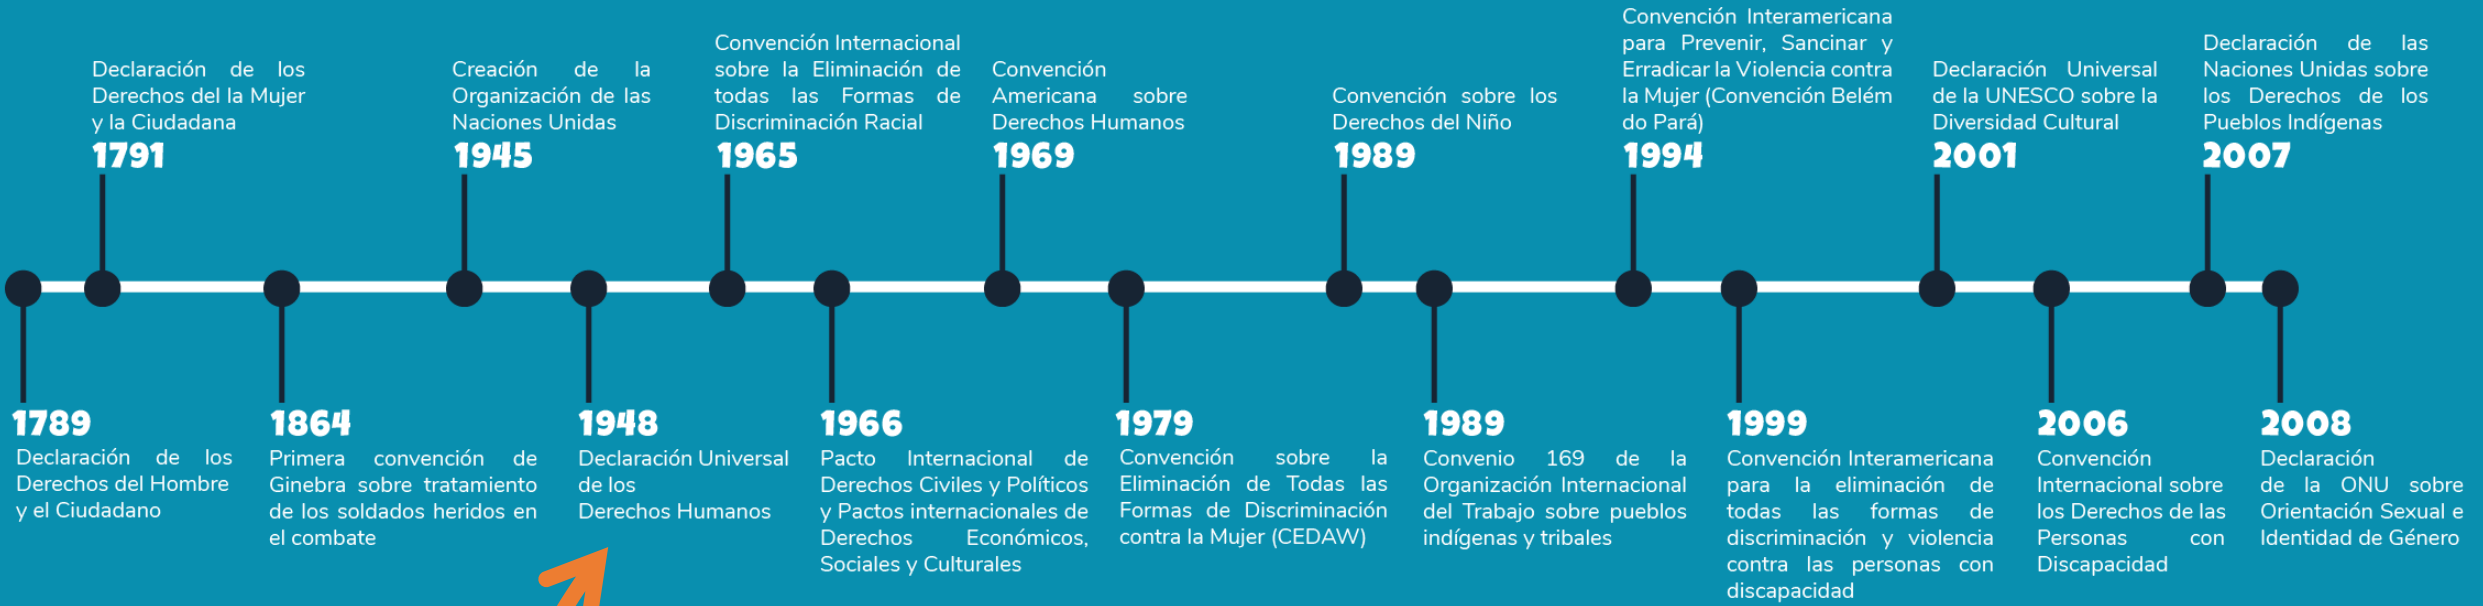 Declaración de los
Derechos del la Mujer
y la Ciudadana
1791
Creación de la
Organización de las
Naciones Unidas
1945
Convención Internacional
sobre la Eliminación de
todas las Formas de
Discriminación Racial
1965
Convención
Americana sobre
Derechos Humanos
1969
Convención sobre los
Derechos del Niño
1989
Convención Interamericana
para Prevenir, Sancinar y
Erradicar la Violencia contra
la Mujer (Convención Belém
do Pará)
1994
Declaración Universal
de la UNESCO sobre la
Diversidad Cultural
2001
Declaración de las
Naciones Unidas sobre
los Derechos de los
Pueblos Indígenas
2007
1789
Declaración de los
Derechos del Hombre
y el Ciudadano
1864
Primera convención de
Ginebra sobre tratamiento
de los soldados heridos en
el combate
1948
Declaración Universal
de los
Derechos Humanos
1966
Pacto Internacional de
Derechos Civiles y Políticos
y Pactos internacionales de
Derechos Económicos,
Sociales y Culturales
1979
Convención sobre la
Eliminación de Todas las
Formas de Discriminación
contra la Mujer (CEDAW)
1989
Convenio 169 de la
Organización Internacional
del Trabajo sobre pueblos
indígenas y tribales
1999
Convención Interamericana
para la eliminación de
todas las formas de
discriminación y violencia
contra las personas con
discapacidad
2006
Convención
Internacional sobre
los Derechos de las
Personas con
Discapacidad
2008
Declaración
de la ONU sobre
Orientación Sexual e
Identidad de Género